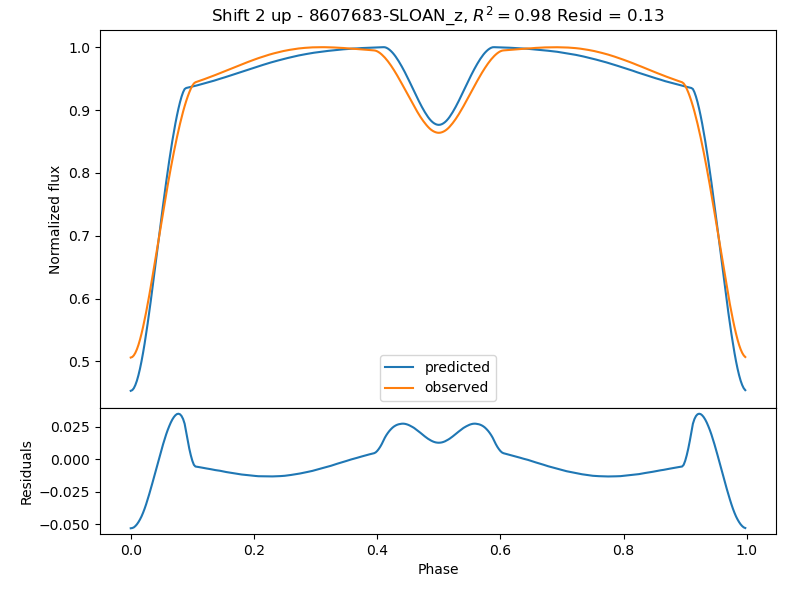 Shift 2 up - 8607683-SLOAN_z, R² = 0.98 Resid = 0.13
1.0
0.9
0.8
0.7
0.6
0.5
Normalized flux
predicted
observed
0.025
0.000
−0.025
−0.050
Residuals
0.0 0.2 0.4 0.6 0.8 1.0
Phase